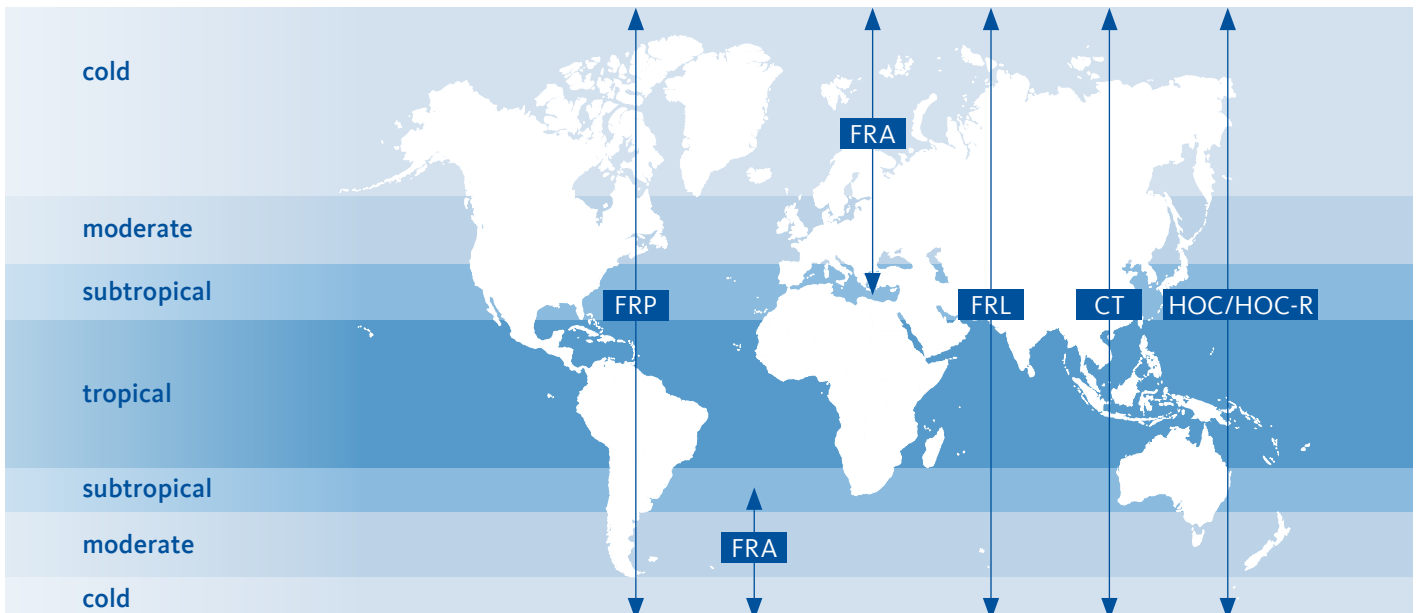 cold
FRA
moderate
subtropical
FRP
FRL
CT
HOC/HOC-R
tropical
subtropical
moderate
FRA
cold